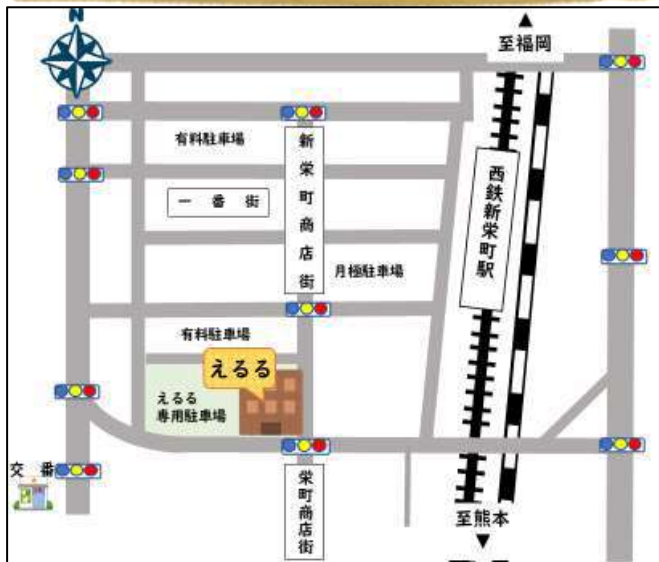 N
至福岡
有料駐車場
新栄町商店街
一番街
西鉄新栄町駅
月極駐車場
有料駐車場
えるる
えるる
専用駐車場
交番
栄町商店街
至熊本